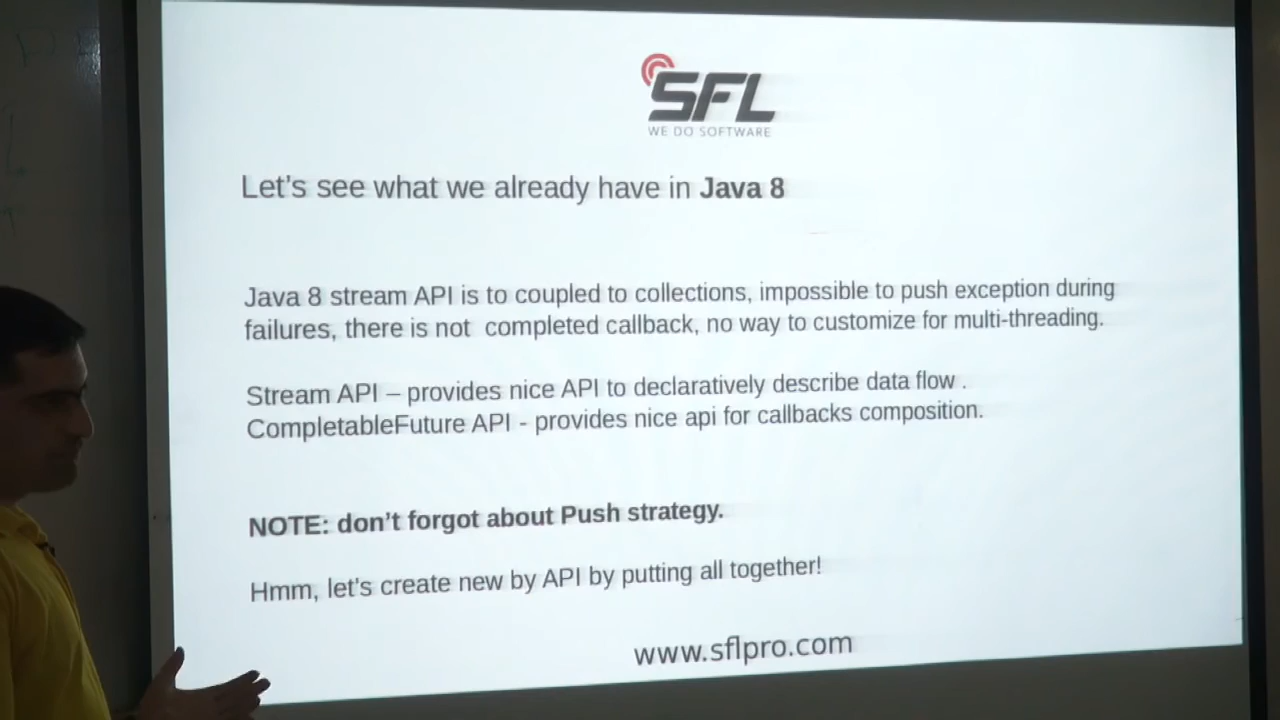 SFL
WE DO SOFTWARE
Let's see what we already have in Java 8
Java 8 stream API is to coupled to collections, impossible to push exception during
failures, there is not completed callback, no way to customize for multi-threading.
Stream API – provides nice API to declaratively describe data flow .
CompletableFuture API - provides nice api for callbacks composition.
NOTE: don't forgot about Push strategy.
Hmm, let's create new by API by putting all together!
www.sflpro.com